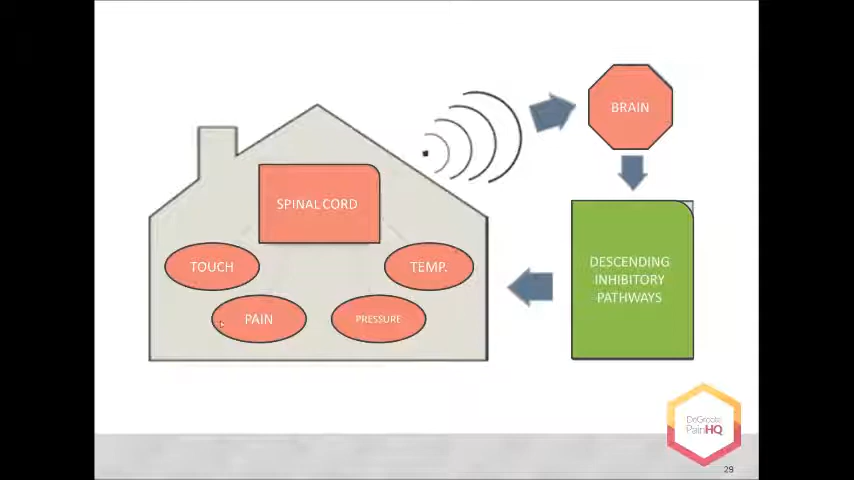 BRAIN
SPINAL CORD
TOUCH
TEMP.
PAIN
PRESSURE
DESCENDING
INHIBITORY
PATHWAYS
DeGroote
PainHQ
29